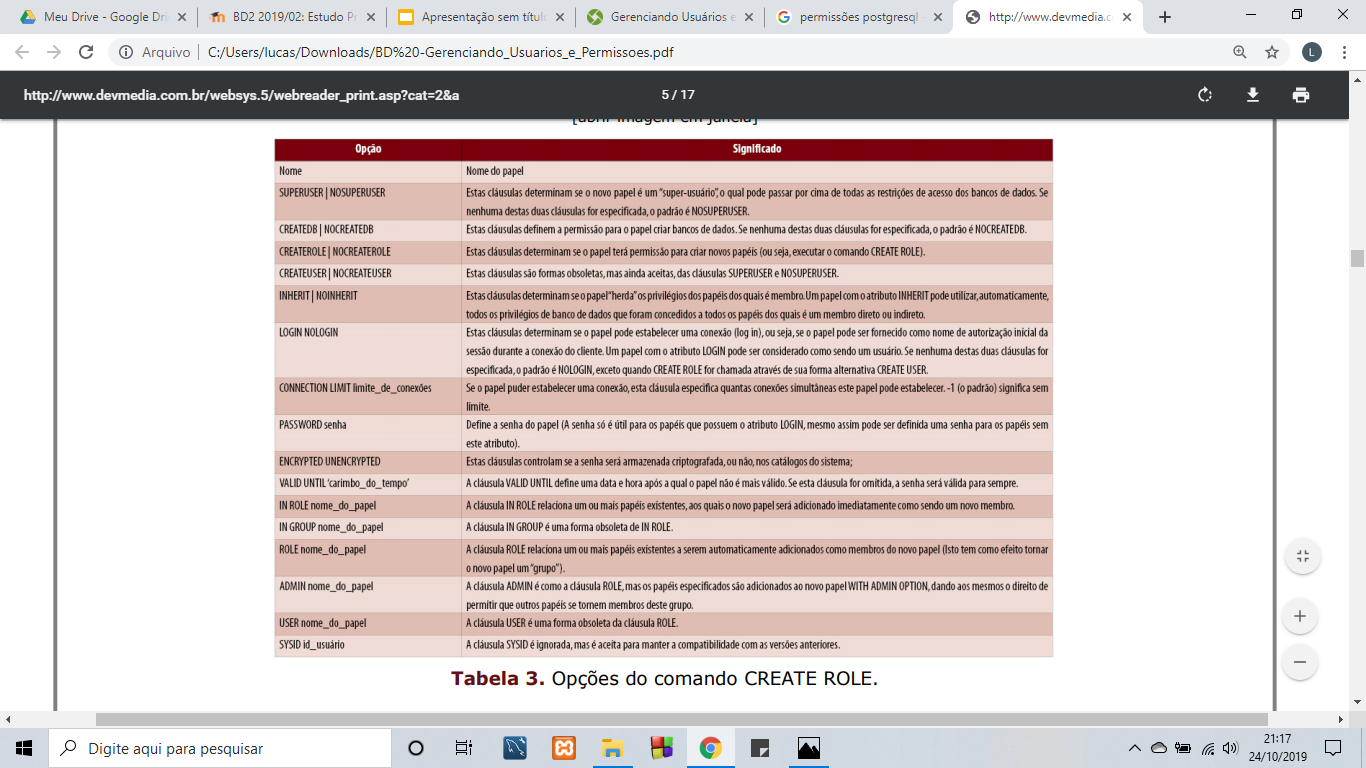 Meu Drive - Google Dri
BD2 2019/02: Estudo Pr
Apresentação sem títul
Gerenciando Usuários e
permissões postgresql -
http://www.devmedia.c
Arquivo
C:/Users/lucas/Downloads/BD%20-Gerenciando_Usuarios_e_Permissoes.pdf
L
http://www.devmedia.com.br/websys.5/webreader_print.asp?cat=2&a
5 / 17
[abrir imagem em janela]
Opção Significado
Nome Nome do papel
SUPERUSER | NOSUPERUSER Estas cláusulas determinam se o novo papel é um “super-usuário”, o qual pode passar por cima de todas as restrições de acesso dos bancos de dados. Se
nenhuma destas duas cláusulas for especificada, o padrão é NOSUPERUSER.
CREATEDB | NOCREATEDB Estas cláusulas definem a permissão para o papel criar bancos de dados. Se nenhuma destas duas cláusulas for especificada, o padrão é NOCREATEDB.
CREATEROLE | NOCREATEROLE Estas cláusulas determinam se o papel terá permissão para criar novos papéis (ou seja, executar o comando CREATE ROLE).
CREATEUSER | NOCREATEUSER Estas cláusulas são formas obsoletas, mas ainda aceitas, das cláusulas SUPERUSER e NOSUPERUSER.
INHERIT | NOINHERIT Estas cláusulas determinam se o papel “herda” os privilégios dos papéis dos quais é membro. Um papel com o atributo INHERIT pode utilizar, automaticamente,
todos os privilégios de banco de dados que foram concedidos a todos os papéis dos quais é um membro direto ou indireto.
LOGIN NOLOGIN Estas cláusulas determinam se o papel pode estabelecer uma conexão (log in), ou seja, se o papel pode ser fornecido como nome de autorização inicial da
sessão durante a conexão do cliente. Um papel com o atributo LOGIN pode ser considerado como sendo um usuário. Se nenhuma destas duas cláusulas for
especificada, o padrão é NOLOGIN, exceto quando CREATE ROLE for chamada através de sua forma alternativa CREATE USER.
CONNECTION LIMIT limite_de_conexões Se o papel puder estabelecer uma conexão, esta cláusula especifica quantas conexões simultâneas este papel pode estabelecer. -1 (o padrão) significa sem
limite.
PASSWORD senha Define a senha do papel (A senha só é útil para os papéis que possuem o atributo LOGIN, mesmo assim pode ser definida uma senha para os papéis sem
este atributo).
ENCRYPTED UNENCRYPTED Estas cláusulas controlam se a senha será armazenada criptografada, ou não, nos catálogos do sistema;
VALID UNTIL ‘carimbo_do_tempo’ A cláusula VALID UNTIL define uma data e hora após a qual o papel não é mais válido. Se esta cláusula for omitida, a senha será válida para sempre.
IN ROLE nome_do_papel A cláusula IN ROLE relaciona um ou mais papéis existentes, aos quais o novo papel será adicionado imediatamente como sendo um novo membro.
IN GROUP nome_do_papel A cláusula IN GROUP é uma forma obsoleta de IN ROLE.
ROLE nome_do_papel A cláusula ROLE relaciona um ou mais papéis existentes a serem automaticamente adicionados como membros do novo papel (Isto tem como efeito tornar
o novo papel um “grupo”).
ADMIN nome_do_papel A cláusula ADMIN é como a cláusula ROLE, mas os papéis especificados são adicionados ao novo papel WITH ADMIN OPTION, dando aos mesmos o direito de
permitir que outros papéis se tornem membros deste grupo.
USER nome_do_papel A cláusula USER é uma forma obsoleta da cláusula ROLE.
SYSID id_usuário A cláusula SYSID é ignorada, mas é aceita para manter a compatibilidade com as versões anteriores.
Tabela 3. Opções do comando CREATE ROLE.
Digite aqui para pesquisar
21:17
24/10/2019